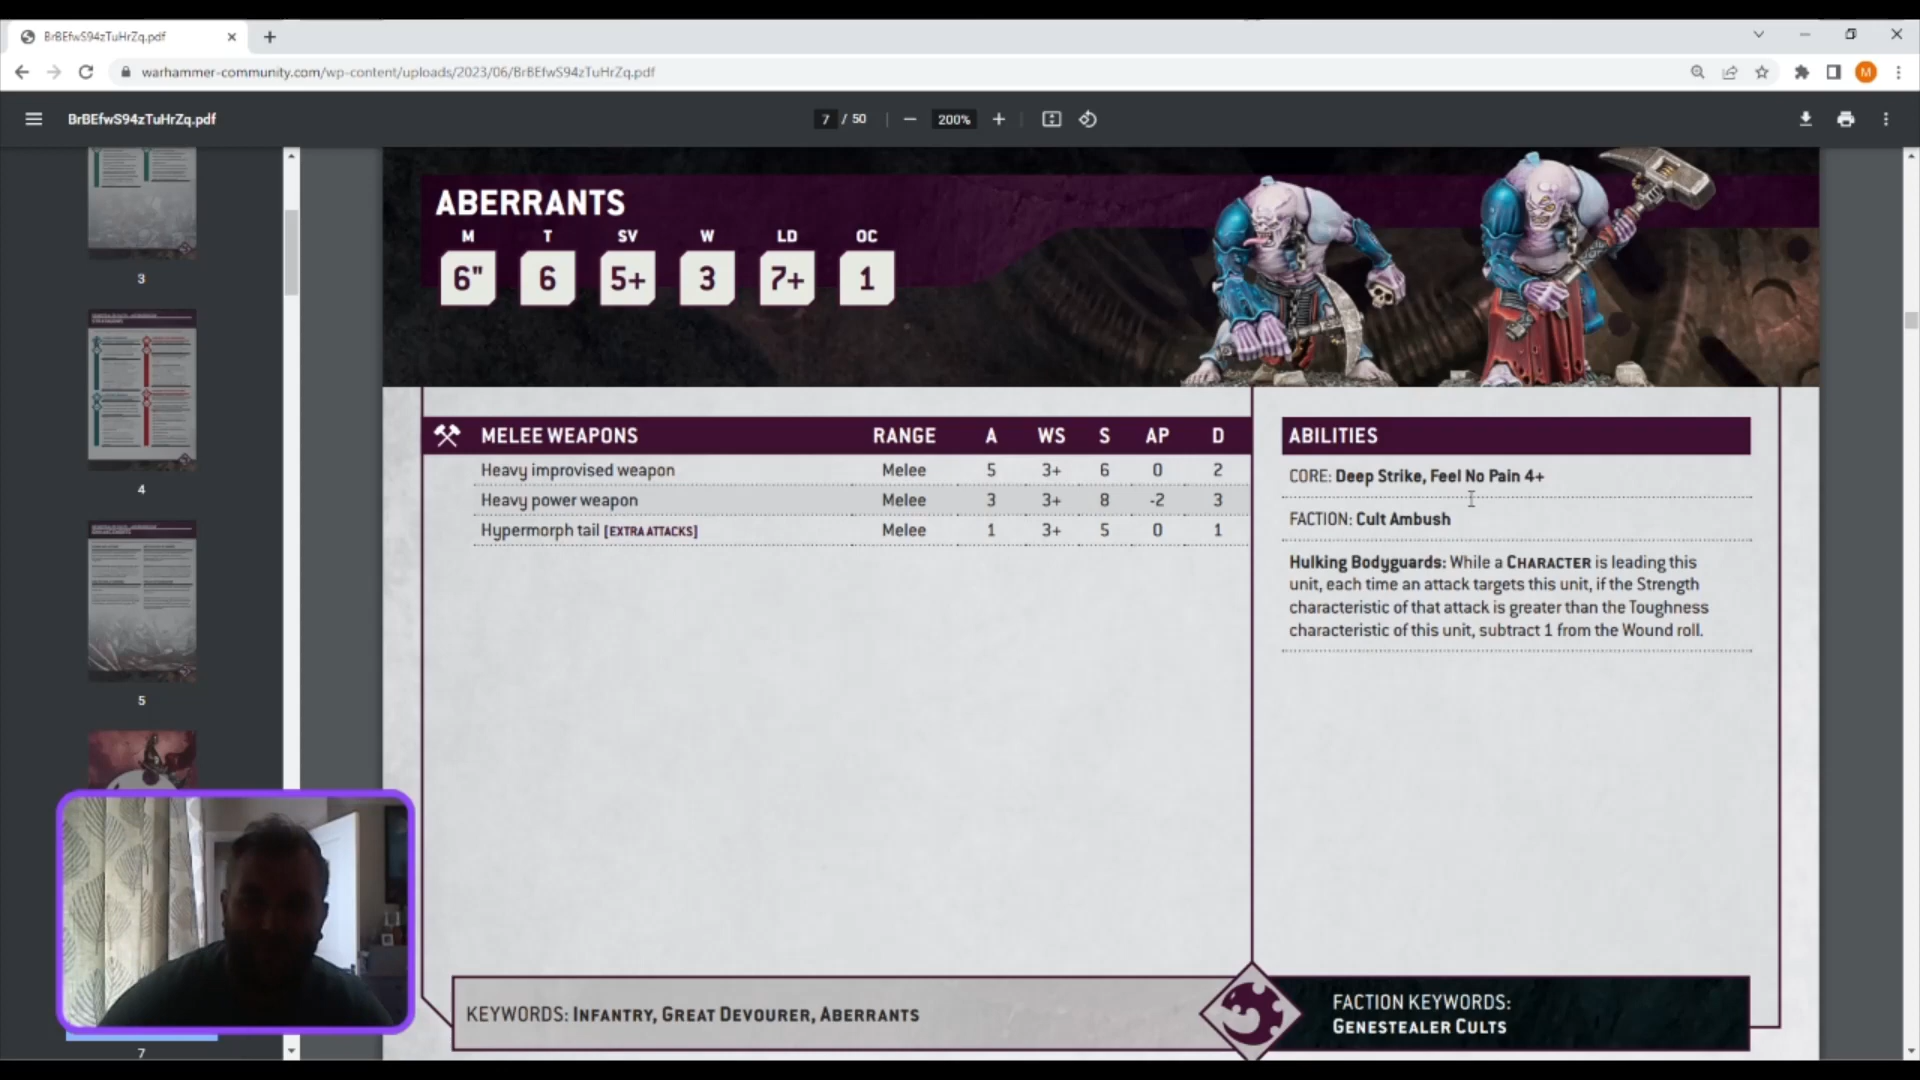 BrBEfwS94zTuHrZq.pdf
warhammer-community.com/wp-content/uploads/2023/06/BrBEfwS94zTuHrZq.pdf
M
BrBEfwS94zTuHrZq.pdf
7 / 50
200%
3
4
5
7
ABERRANTS
M T SV W LD OC
6" 6 5+ 3 7+ 1
MELEE WEAPONS RANGE A WS S AP D
Heavy improvised weapon Melee 5 3+ 6 0 2
Heavy power weapon Melee 3 3+ 8 -2 3
Hypermorph tail [EXTRA ATTACKS] Melee 1 3+ 5 0 1
ABILITIES
CORE: Deep Strike, Feel No Pain 4+
FACTION: Cult Ambush
Hulking Bodyguards: While a CHARACTER is leading this
unit, each time an attack targets this unit, if the Strength
characteristic of that attack is greater than the Toughness
characteristic of this unit, subtract 1 from the Wound roll.
KEYWORDS: INFANTRY, GREAT DEVOURER, ABERRANTS
FACTION KEYWORDS:
GENESTEALER CULTS